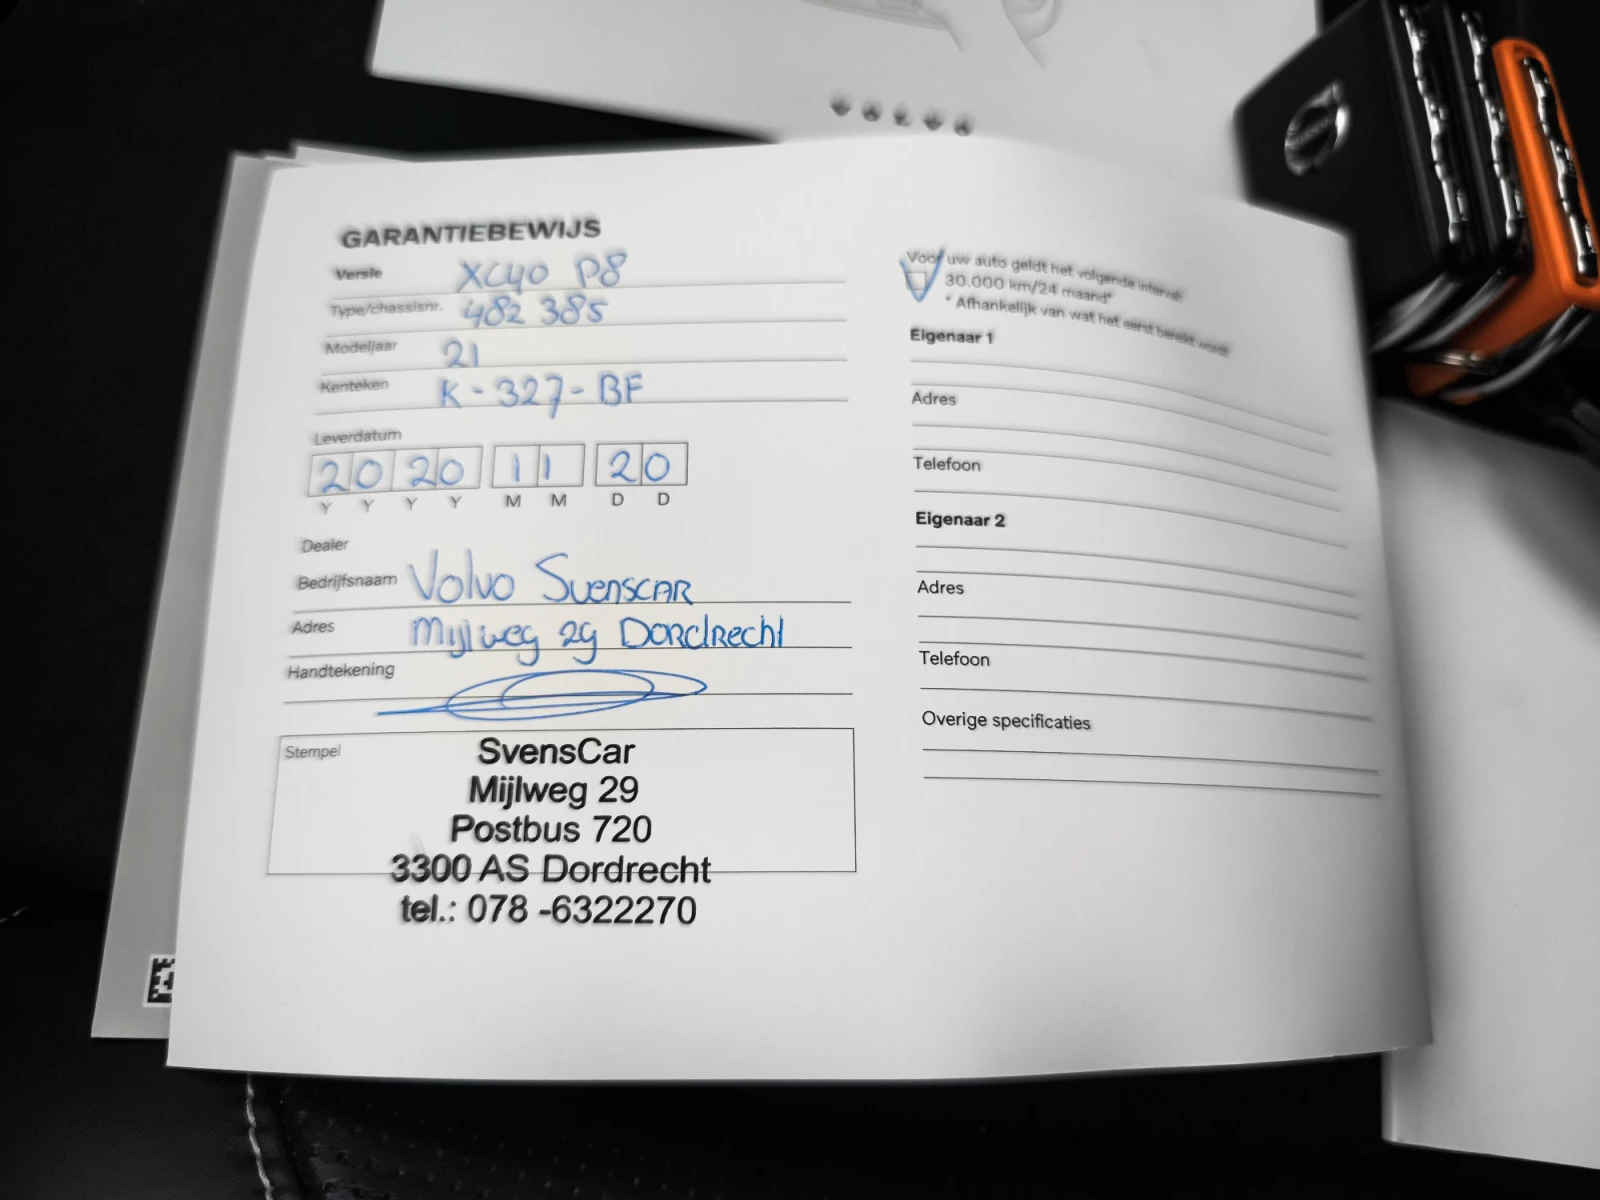 GARANTIEBEWIJS
Versie XC40 P8
Type/chassisnr. 482 385
Modeljaar 21
Kenteken K-327-BF
Leverdatum
2020 11 20
Y Y Y Y M M D D
Dealer
Bedrijfsnaam Volvo Svenscar
Adres Mijlweg 29 Dordrecht
Handtekening
Stempel
SvensCar
Mijlweg 29
Postbus 720
3300 AS Dordrecht
tel.: 078 -6322270
Voor uw auto geldt het volgende interval:
30.000 km/24 maand*
* Afhankelijk van wat het eerst bereikt wordt
Eigenaar 1
Adres
Telefoon
Eigenaar 2
Adres
Telefoon
Overige specificaties